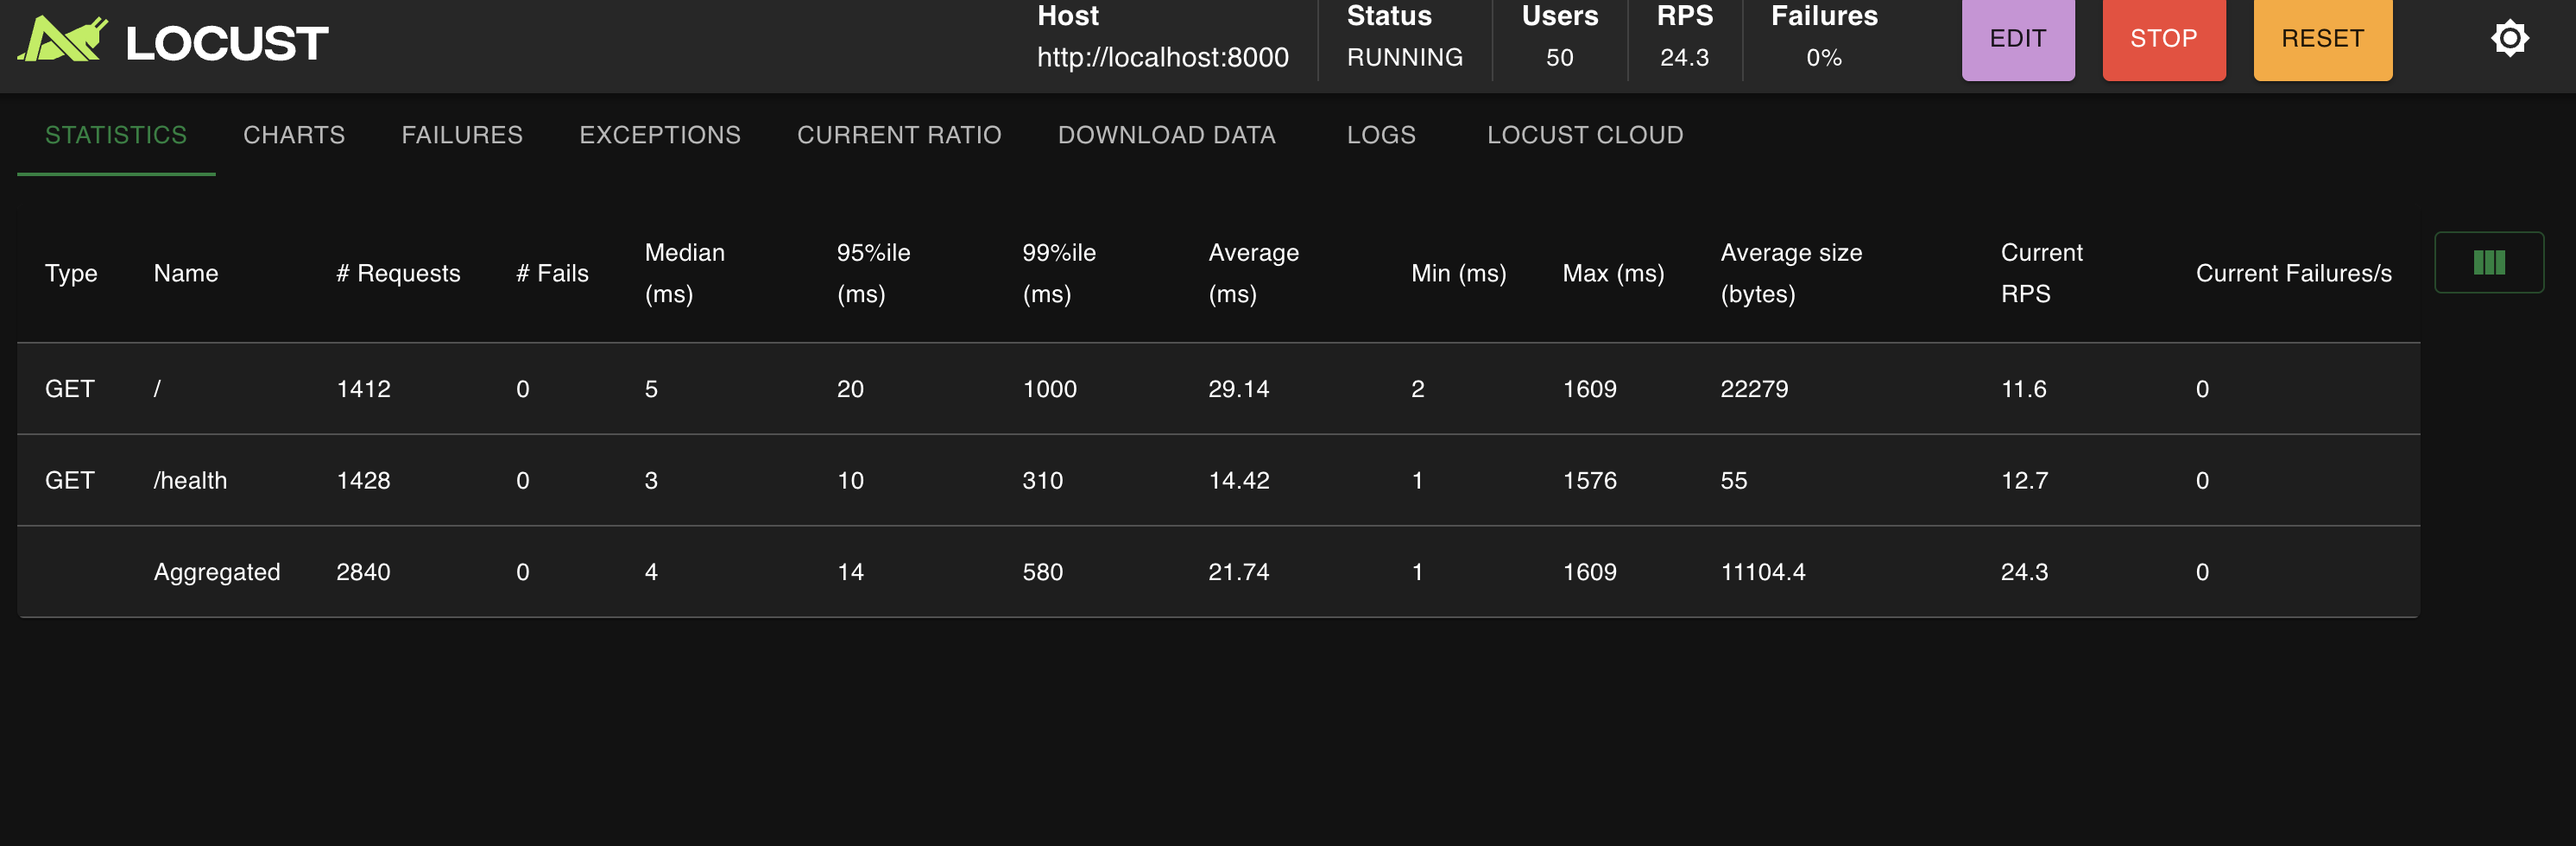 LOCUST
Host
http://localhost:8000
Status
RUNNING
Users
50
RPS
24.3
Failures
0%
EDIT
STOP
RESET
STATISTICS CHARTS FAILURES EXCEPTIONS CURRENT RATIO DOWNLOAD DATA LOGS LOCUST CLOUD
Type
Name
# Requests
# Fails
Median
(ms)
95%ile
(ms)
99%ile
(ms)
Average
(ms)
Min (ms)
Max (ms)
Average size
(bytes)
Current
RPS
Current Failures/s
GET / 1412 0 5 20 1000 29.14 2 1609 22279 11.6 0
GET /health 1428 0 3 10 310 14.42 1 1576 55 12.7 0
Aggregated 2840 0 4 14 580 21.74 1 1609 11104.4 24.3 0